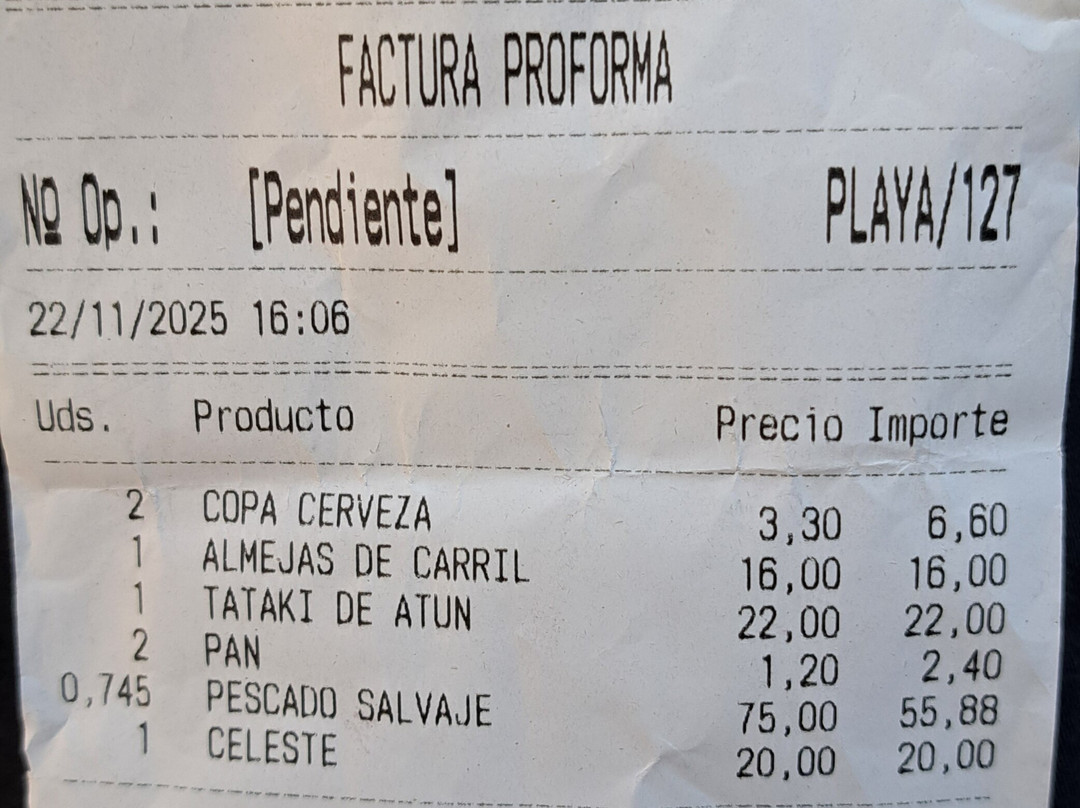 FACTURA PROFORMA
Nº Op.: [Pendiente] PLAYA/127
22/11/2025 16:06
Uds. Producto Precio Importe
2 COPA CERVEZA 3,30 6,60
1 ALMEJAS DE CARRIL 16,00 16,00
1 TATAKI DE ATUN 22,00 22,00
2 PAN 1,20 2,40
0,745 PESCADO SALVAJE 75,00 55,88
1 CELESTE 20,00 20,00